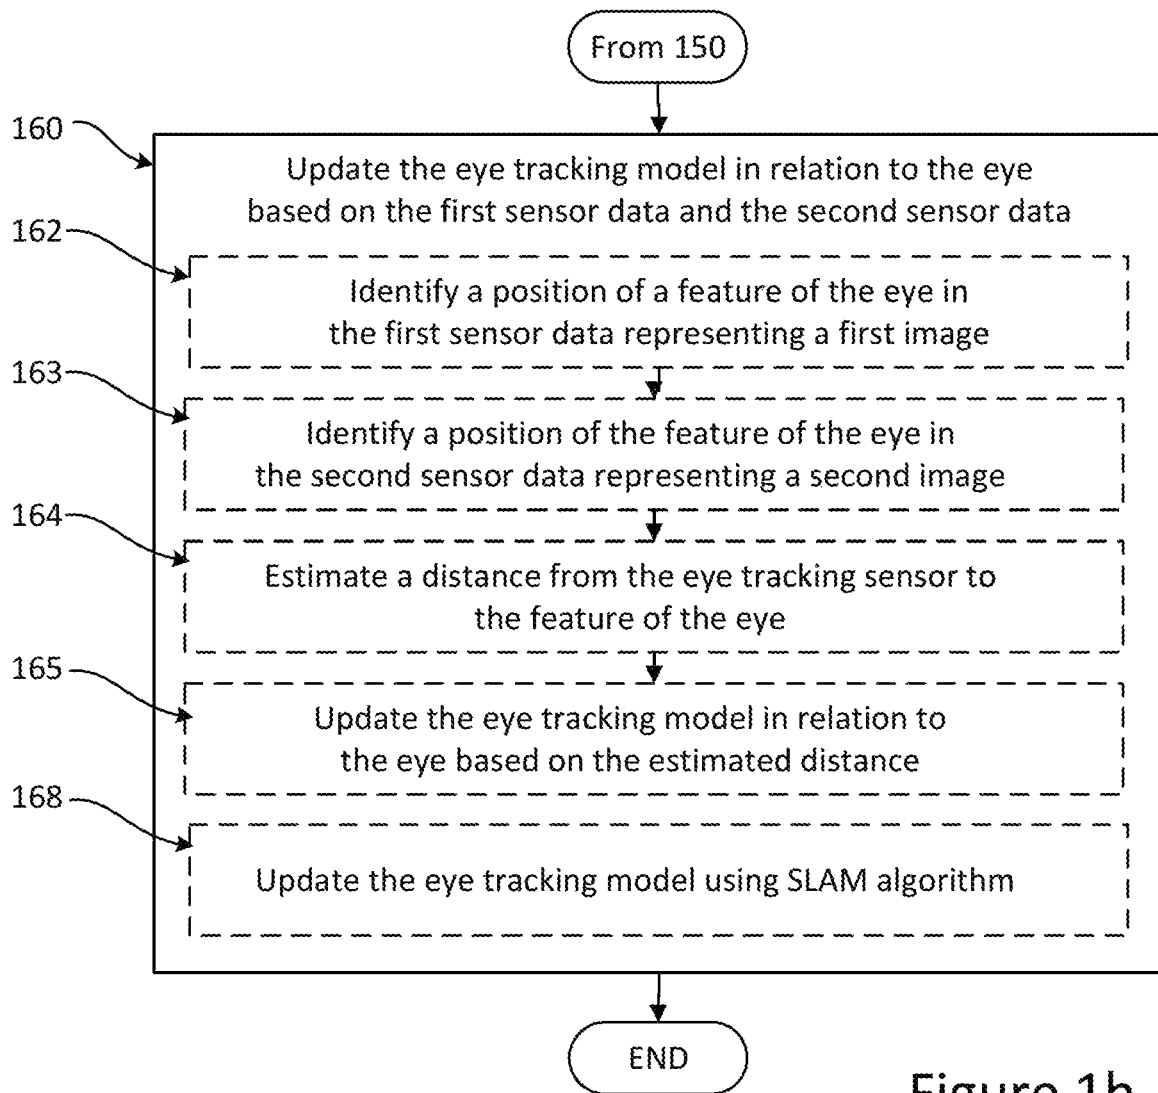 From 150
160
Update the eye tracking model in relation to the eye
based on the first sensor data and the second sensor data
162
Identify a position of a feature of the eye in
the first sensor data representing a first image
163
Identify a position of the feature of the eye in
the second sensor data representing a second image
164
Estimate a distance from the eye tracking sensor to
the feature of the eye
165
Update the eye tracking model in relation to
the eye based on the estimated distance
168
Update the eye tracking model using SLAM algorithm
END
Figure 1b